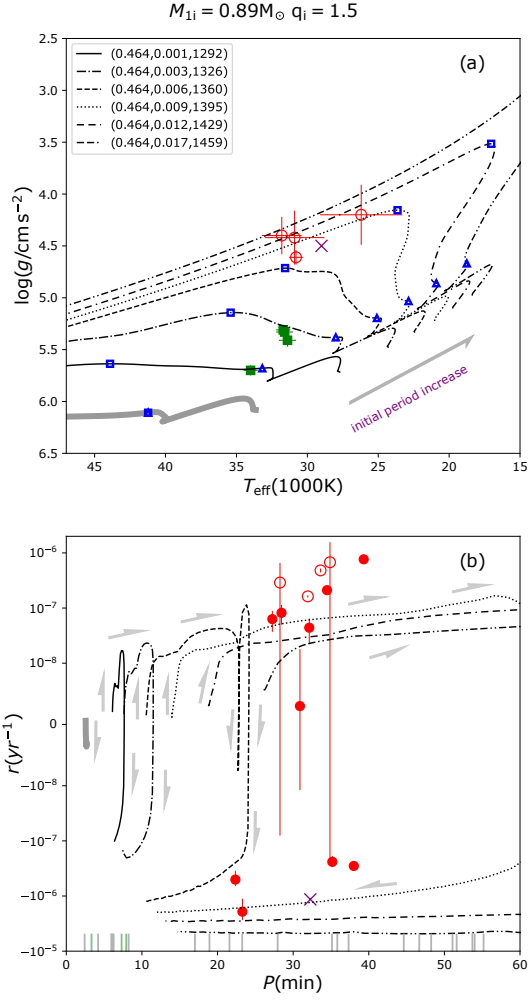 M₁ᵢ = 0.89M⊙ qᵢ = 1.5
(a)
(0.464,0.001,1292)
(0.464,0.003,1326)
(0.464,0.006,1360)
(0.464,0.009,1395)
(0.464,0.012,1429)
(0.464,0.017,1459)
log(g/cm s⁻²)
2.5
3.0
3.5
4.0
4.5
5.0
5.5
6.0
6.5
initial period increase
45 40 35 30 25 20 15
T_eff(1000K)
(b)
r(yr⁻¹)
10⁻⁶
10⁻⁷
10⁻⁸
0
−10⁻⁸
−10⁻⁷
−10⁻⁶
−10⁻⁵
0 10 20 30 40 50 60
P(min)